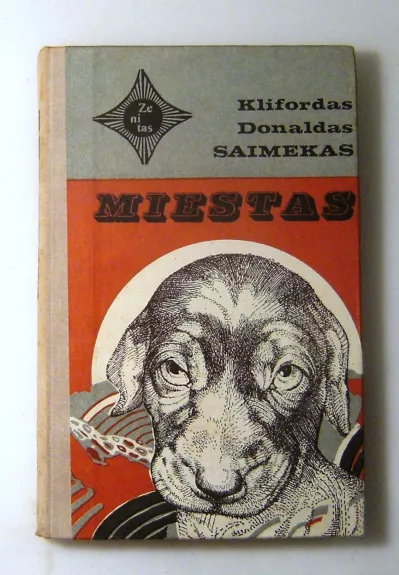 Ze
ni
tas
Klifordas
Donaldas
SAIMEKAS
MIESTAS